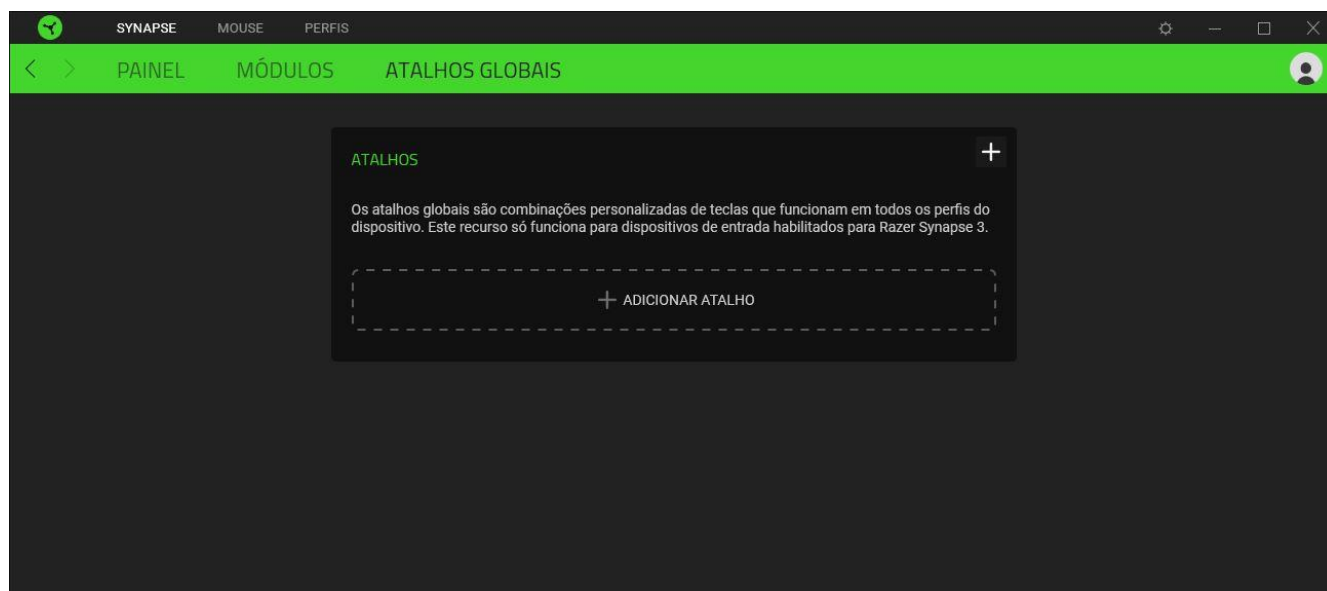 SYNAPSE MOUSE PERFIS
PAINEL MÓDULOS ATALHOS GLOBAIS
ATALHOS
Os atalhos globais são combinações personalizadas de teclas que funcionam em todos os perfis do
dispositivo. Este recurso só funciona para dispositivos de entrada habilitados para Razer Synapse 3.
ADICIONAR ATALHO